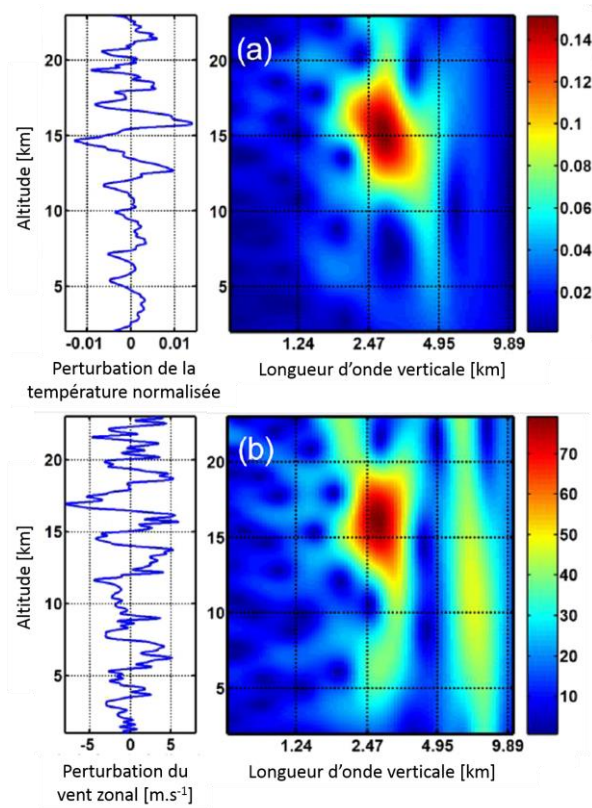 (a)
Altitude [km]
20
15
10
5
-0.01 0 0.01
Perturbation de la
température normalisée
1.24 2.47 4.95 9.89
Longueur d'onde verticale [km]
0.14
0.12
0.1
0.08
0.06
0.04
0.02
(b)
Altitude [km]
20
15
10
5
-5 0 5
Perturbation du
vent zonal [m.s-1]
1.24 2.47 4.95 9.89
Longueur d'onde verticale [km]
70
60
50
40
30
20
10
20
15
10
5
20
15
10
5